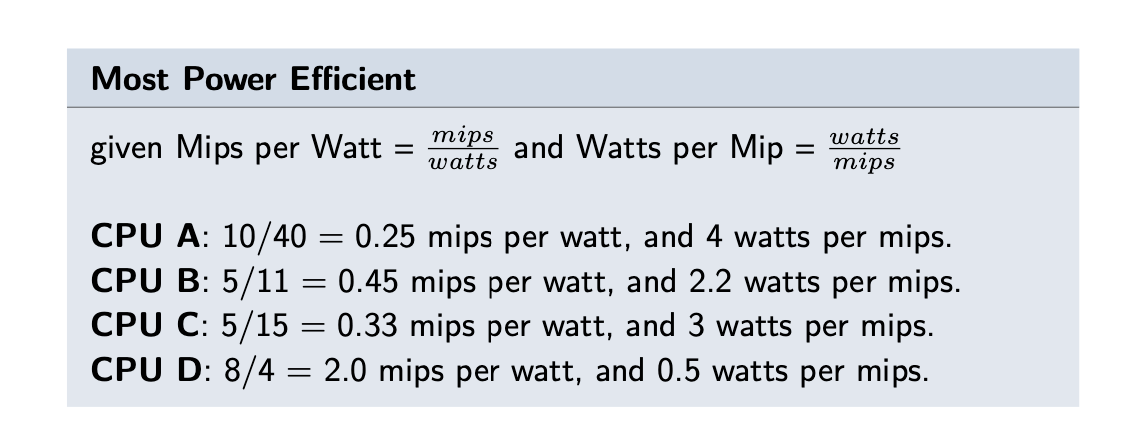 Most Power Efficient
given Mips per Watt = mips/watts and Watts per Mip = watts/mips
CPU A: 10/40 = 0.25 mips per watt, and 4 watts per mips.
CPU B: 5/11 = 0.45 mips per watt, and 2.2 watts per mips.
CPU C: 5/15 = 0.33 mips per watt, and 3 watts per mips.
CPU D: 8/4 = 2.0 mips per watt, and 0.5 watts per mips.